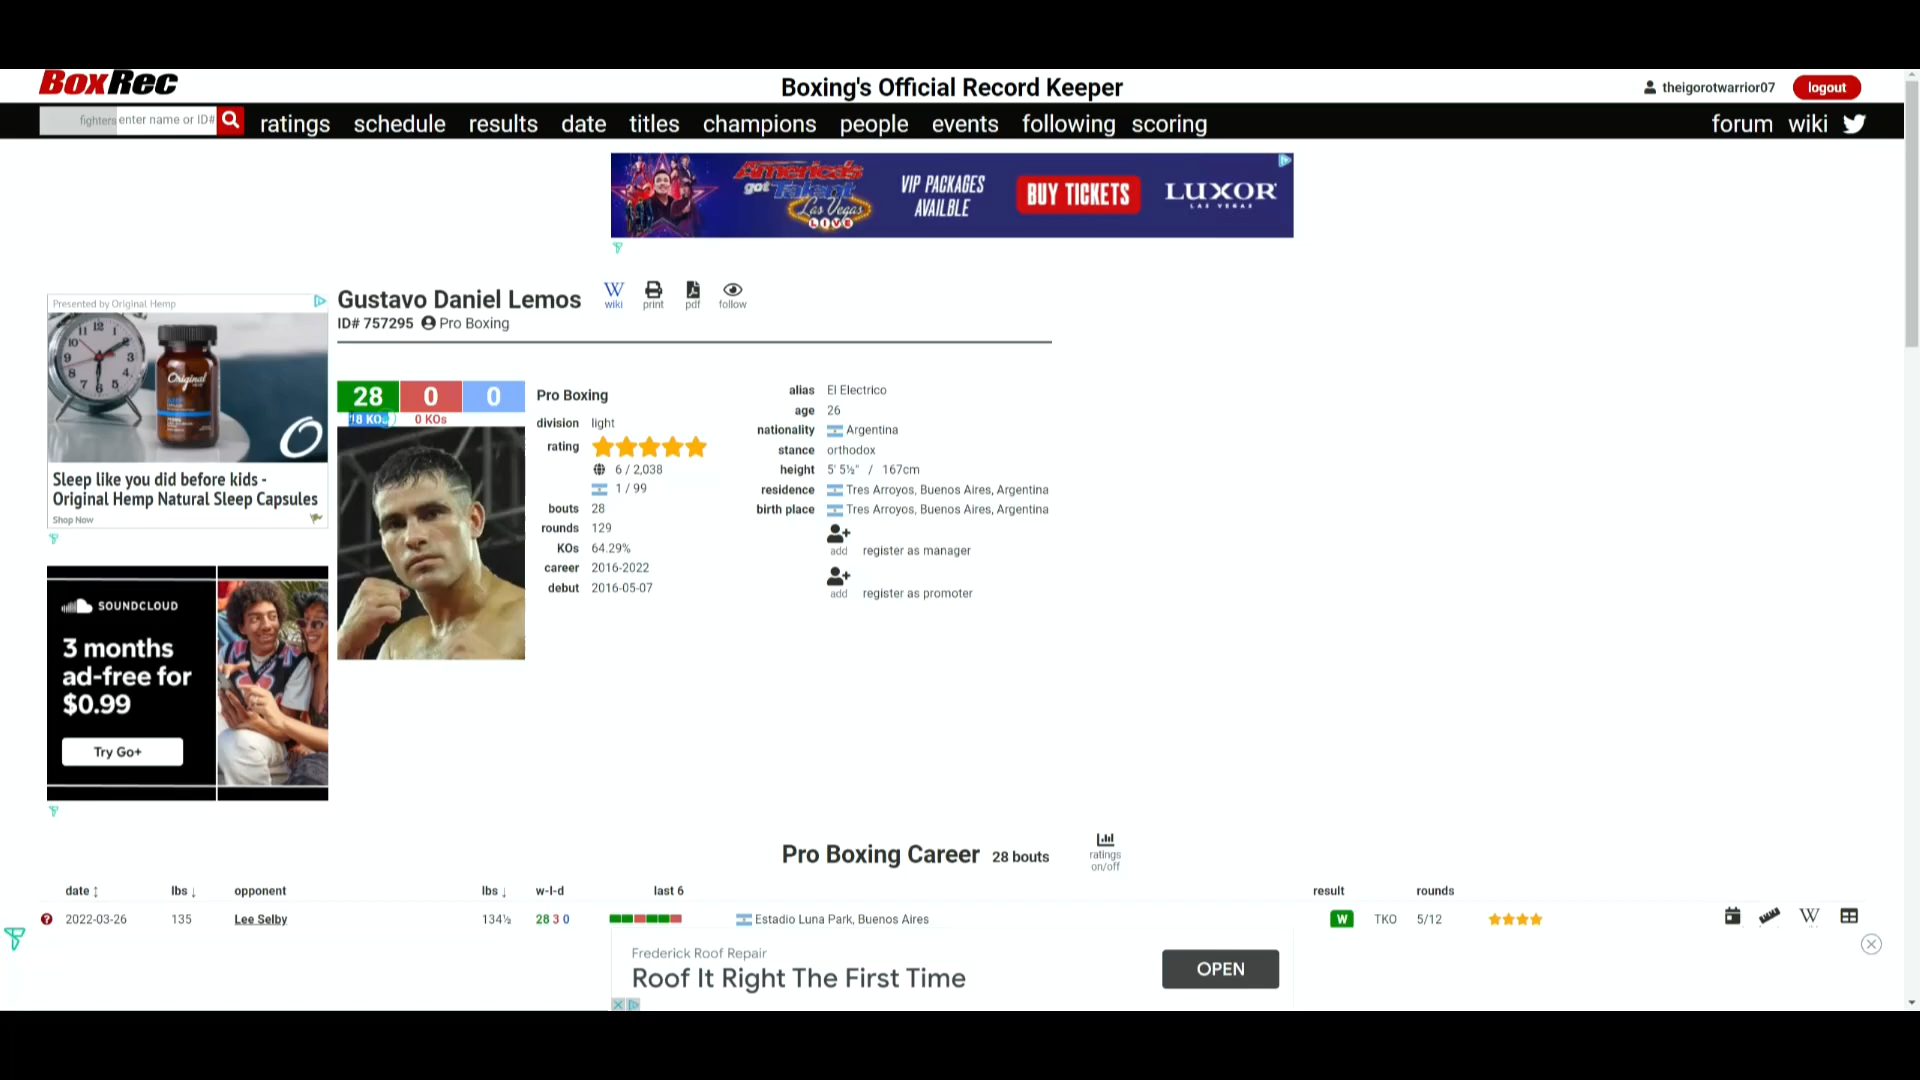 BoxRec
Boxing's Official Record Keeper
theigorotwarrior07
logout
fighters enter name or ID#
ratings schedule results date titles champions people events following scoring
forum wiki
America's got Talent Las Vegas LIVE
VIP PACKAGES AVAILBLE
BUY TICKETS
LUXOR
LAS VEGAS
Presented by Original Hemp
Original
Sleep like you did before kids -
Original Hemp Natural Sleep Capsules
Shop Now
SOUNDCLOUD
3 months
ad-free for
$0.99
Try Go+
Gustavo Daniel Lemos
W
wiki
print
pdf
follow
ID# 757295 Pro Boxing
28 0 0
18 KOs 0 KOs
Pro Boxing
division light
rating
6 / 2,038
1 / 99
bouts 28
rounds 129
KOs 64.29%
career 2016-2022
debut 2016-05-07
alias El Electrico
age 26
nationality Argentina
stance orthodox
height 5' 5½" / 167cm
residence Tres Arroyos, Buenos Aires, Argentina
birth place Tres Arroyos, Buenos Aires, Argentina
add register as manager
add register as promoter
Pro Boxing Career 28 bouts
ratings
on/off
date lbs opponent lbs w-l-d last 6 result rounds
2022-03-26 135 Lee Selby 134½ 28 3 0 Estadio Luna Park, Buenos Aires W TKO 5/12 W
Frederick Roof Repair
Roof It Right The First Time
OPEN